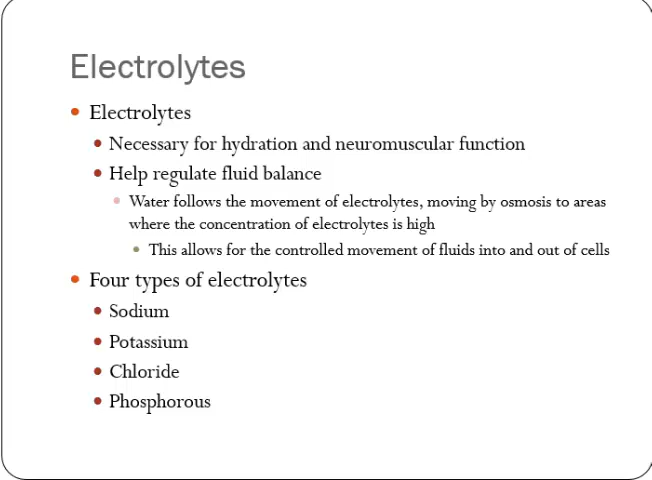 Electrolytes
Electrolytes
Necessary for hydration and neuromuscular function
Help regulate fluid balance
Water follows the movement of electrolytes, moving by osmosis to areas
where the concentration of electrolytes is high
This allows for the controlled movement of fluids into and out of cells
Four types of electrolytes
Sodium
Potassium
Chloride
Phosphorous